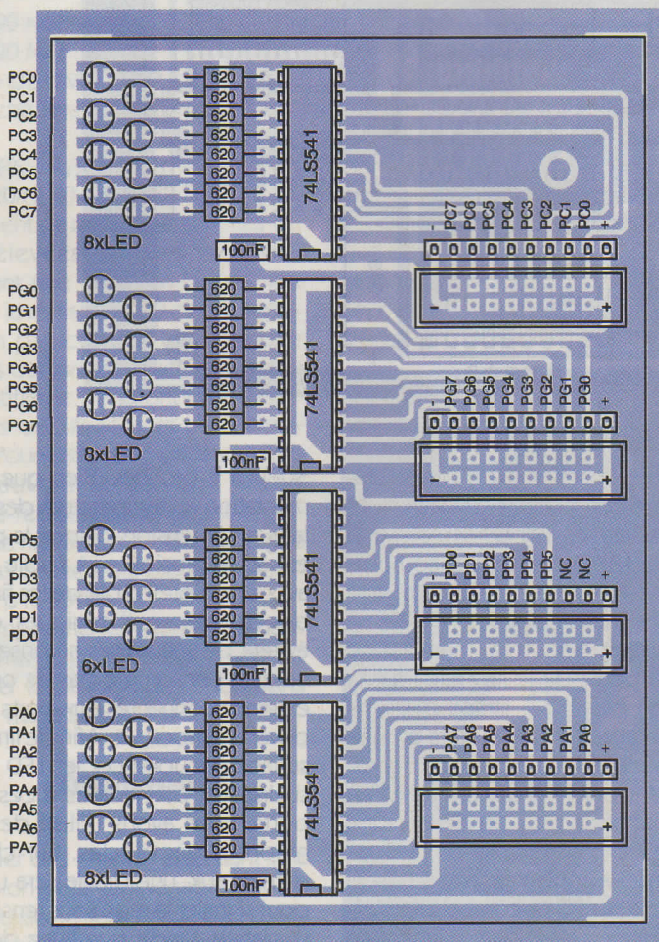 PC0
PC1
PC2
PC3
PC4
PC5
PC6
PC7
620
620
620
620
620
620
620
620
74LS541
8xLED
100nF
- PC7 PC6 PC5 PC4 PC3 PC2 PC1 PC0 +
- +
PG0
PG1
PG2
PG3
PG4
PG5
PG6
PG7
620
620
620
620
620
620
620
620
74LS541
8xLED
100nF
- PG7 PG6 PG5 PG4 PG3 PG2 PG1 PG0 +
- +
PD5
PD4
PD3
PD2
PD1
PD0
620
620
620
620
620
620
74LS541
6xLED
100nF
- PD0 PD1 PD2 PD3 PD4 PD5 NC NC +
- +
PA0
PA1
PA2
PA3
PA4
PA5
PA6
PA7
620
620
620
620
620
620
620
620
74LS541
8xLED
100nF
- PA7 PA6 PA5 PA4 PA3 PA2 PA1 PA0 +
- +